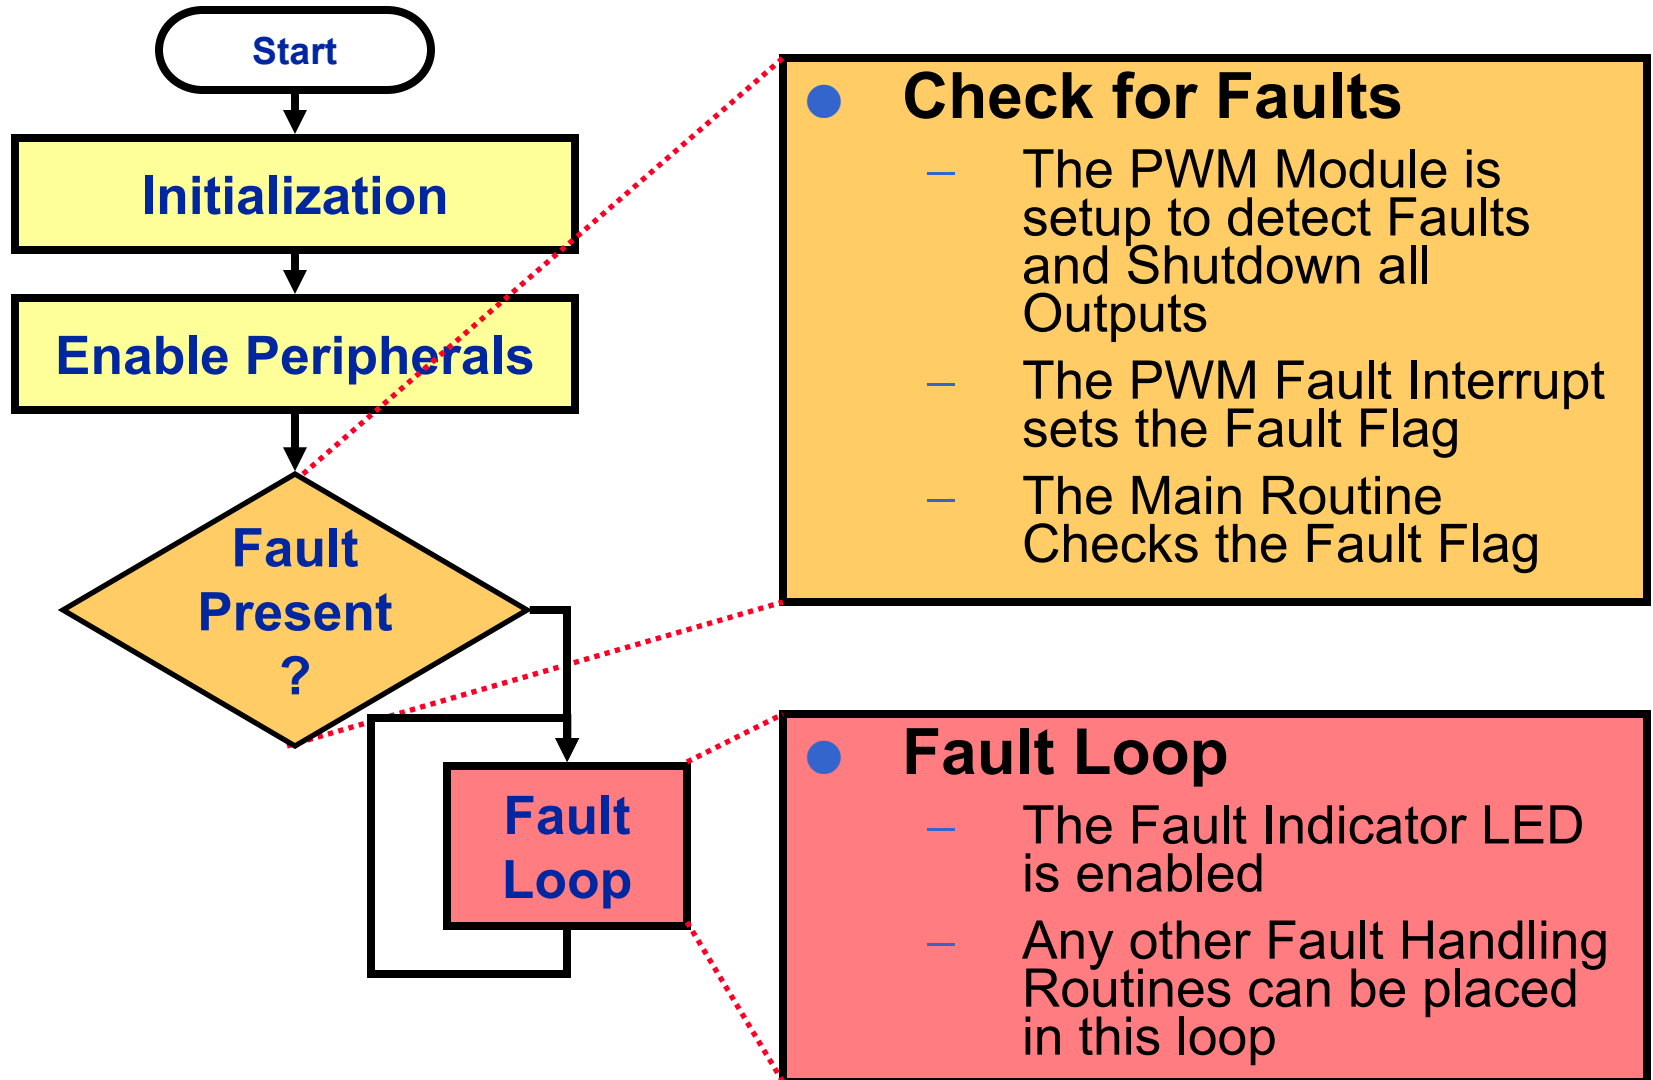 Start
Initialization
Enable Peripherals
Fault
Present
?
Fault
Loop
● Check for Faults
– The PWM Module is
setup to detect Faults
and Shutdown all
Outputs
– The PWM Fault Interrupt
sets the Fault Flag
– The Main Routine
Checks the Fault Flag
● Fault Loop
– The Fault Indicator LED
is enabled
– Any other Fault Handling
Routines can be placed
in this loop